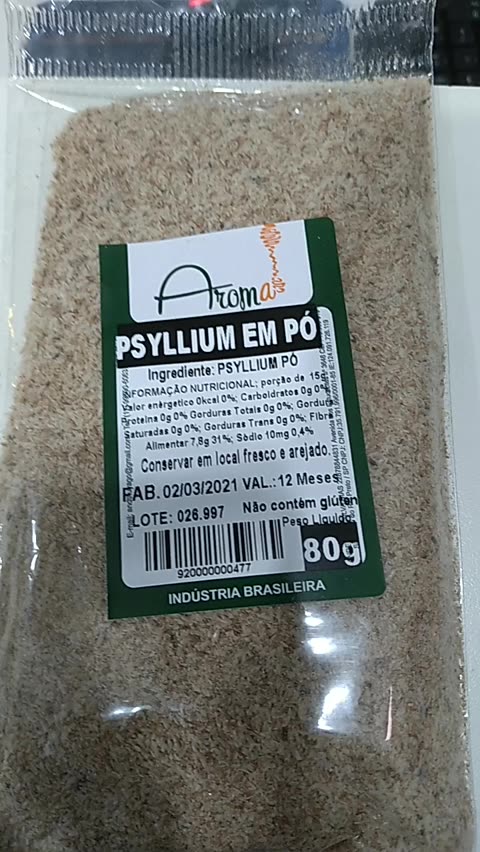 Aroma
PSYLLIUM EM PÓ
Ingrediente: PSYLLIUM PÓ
INFORMAÇÃO NUTRICIONAL; porção de 15g
Valor energético 0kcal 0%; Carboidratos 0g 0%
Proteina 0g 0% Gorduras Totais 0g 0%; Gorduras
Saturadas 0g 0%; Gorduras Trans 0g 0%; Fibra
Alimentar 7,8g 31%; Sódio 10mg 0,4%
Conservar em local fresco e arejado.
FAB. 02/03/2021 VAL.: 12 Meses
LOTE: 026.997 Não contém glúten
Peso Líquido
80g
920000000477
INDÚSTRIA BRASILEIRA